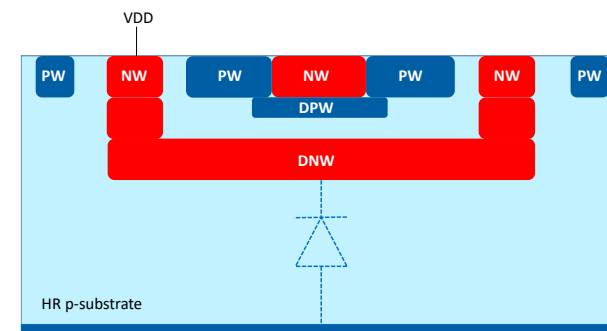 VDD
PW NW PW NW PW NW PW
DPW
DNW
HR p-substrate